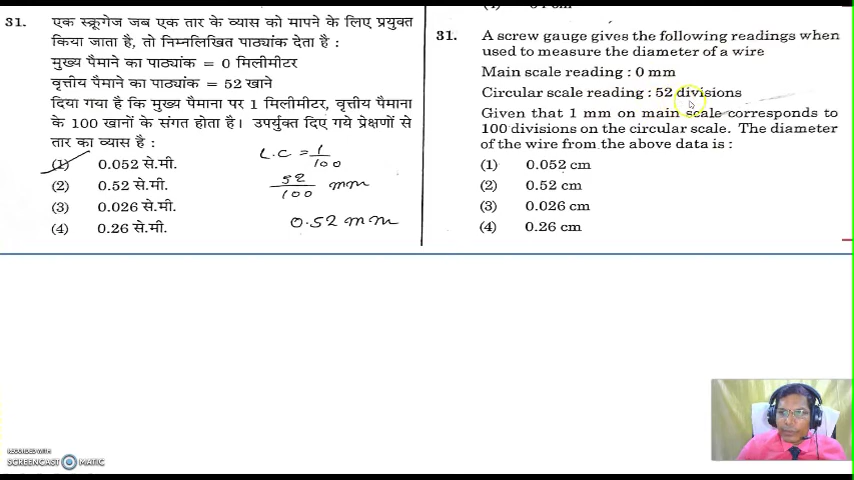 31. एक स्क्रूगेज जब एक तार के व्यास को मापने के लिए प्रयुक्त
किया जाता है, तो निम्नलिखित पाठ्यांक देता है :
मुख्य पैमाने का पाठ्यांक = 0 मिलीमीटर
वृत्तीय पैमाने का पाठ्यांक = 52 खाने
दिया गया है कि मुख्य पैमाना पर 1 मिलीमीटर, वृत्तीय पैमाना
के 100 खानों के संगत होता है। उपर्युक्त दिए गये प्रेक्षणों से
तार का व्यास है :
(1) 0.052 से.मी.
(2) 0.52 से.मी.
(3) 0.026 से.मी.
(4) 0.26 से.मी.
L.C = 1/100
52/100 mm
0.52 mm
31. A screw gauge gives the following readings when
used to measure the diameter of a wire
Main scale reading : 0 mm
Circular scale reading : 52 divisions
Given that 1 mm on main scale corresponds to
100 divisions on the circular scale. The diameter
of the wire from the above data is :
(1) 0.052 cm
(2) 0.52 cm
(3) 0.026 cm
(4) 0.26 cm
RECORDED WITH
SCREENCAST MATIC